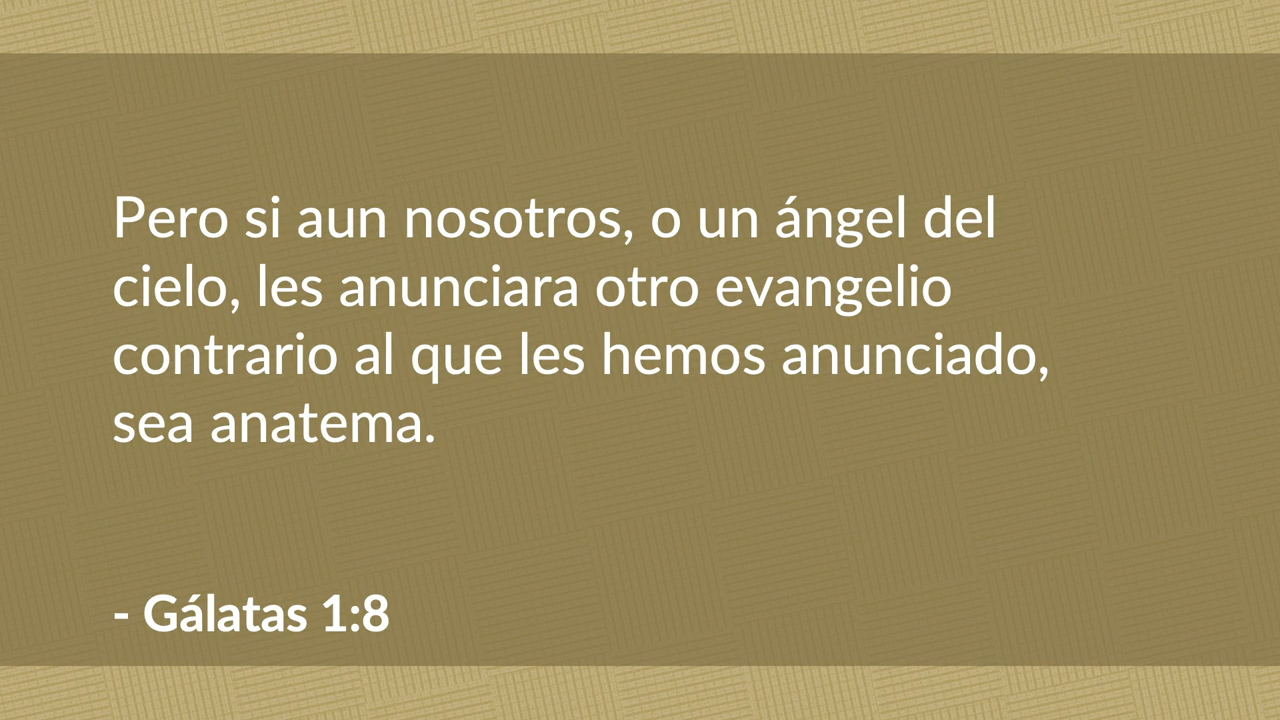 Pero si aun nosotros, o un ángel del
cielo, les anunciara otro evangelio
contrario al que les hemos anunciado,
sea anatema.
- Gálatas 1:8